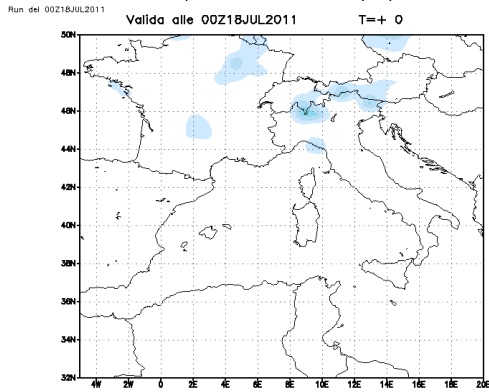 Run del 00Z18JUL2011
Valida alle 00Z18JUL2011 T=+ 0
50N
48N
46N
44N
42N
40N
38N
36N
34N
32N
4W 2W 0 2E 4E 6E 8E 10E 12E 14E 16E 18E 20E